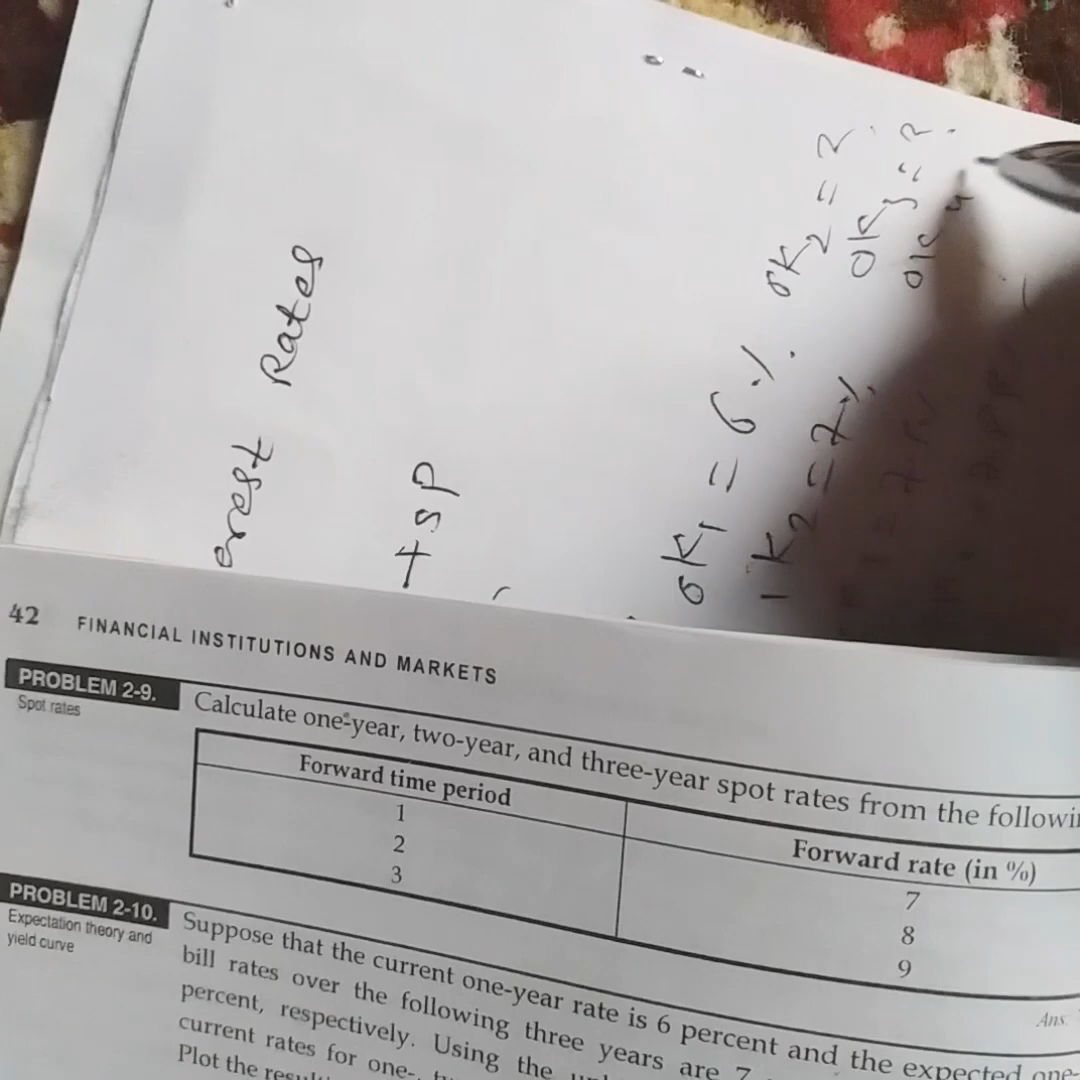 Rates
+ SP
0K1 = 6 %. 0K2 = ?
1K2 = 7 %. 0K3 = ?
0K4
42 FINANCIAL INSTITUTIONS AND MARKETS
PROBLEM 2-9. Calculate one-year, two-year, and three-year spot rates from the
Spot rates
Forward time period Forward rate (in %)
1 7
2 8
3 9
Ans.
PROBLEM 2-10. Suppose that the current one-year rate is 6 percent and the expected one-
Expectation theory and bill rates over the following three years are 7
yield curve percent, respectively. Using the
current rates for one-,
Plot the